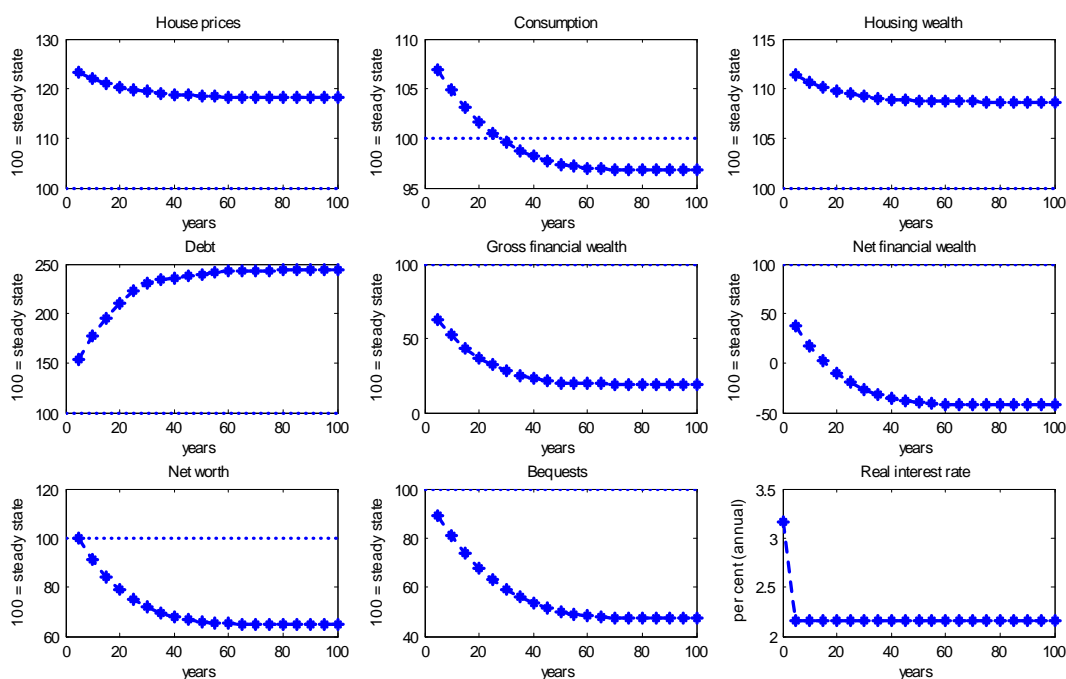 House prices
130
120
110
100
0 20 40 60 80 100
years
100 = steady state
Consumption
110
105
100
95
0 20 40 60 80 100
years
100 = steady state
Housing wealth
115
110
105
100
0 20 40 60 80 100
years
100 = steady state
Debt
250
200
150
100
0 20 40 60 80 100
years
100 = steady state
Gross financial wealth
100
50
0
0 20 40 60 80 100
years
100 = steady state
Net financial wealth
100
50
0
-50
0 20 40 60 80 100
years
100 = steady state
Net worth
120
100
80
60
0 20 40 60 80 100
years
100 = steady state
Bequests
100
80
60
40
0 20 40 60 80 100
years
100 = steady state
Real interest rate
3.5
3
2.5
2
0 20 40 60 80 100
years
per cent (annual)